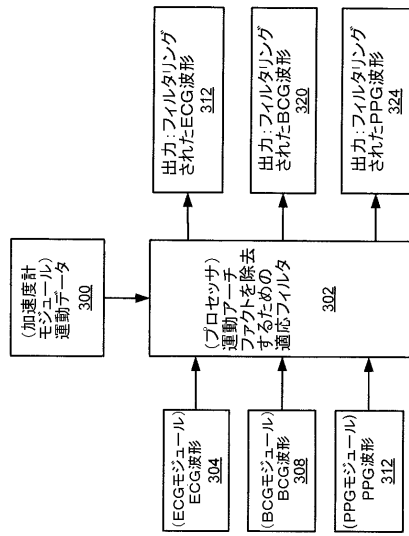 (加速度計
モジュール)
運動データ
300
(ECGモジュール)
ECG波形
304
(BCGモジュール)
BCG波形
308
(PPGモジュール)
PPG波形
312
(プロセッサ)
運動アーチ
ファクトを除去
するための
適応フィルタ
302
出力:フィルタリング
されたECG波形
312
出力:フィルタリング
されたBCG波形
320
出力:フィルタリング
されたPPG波形
324